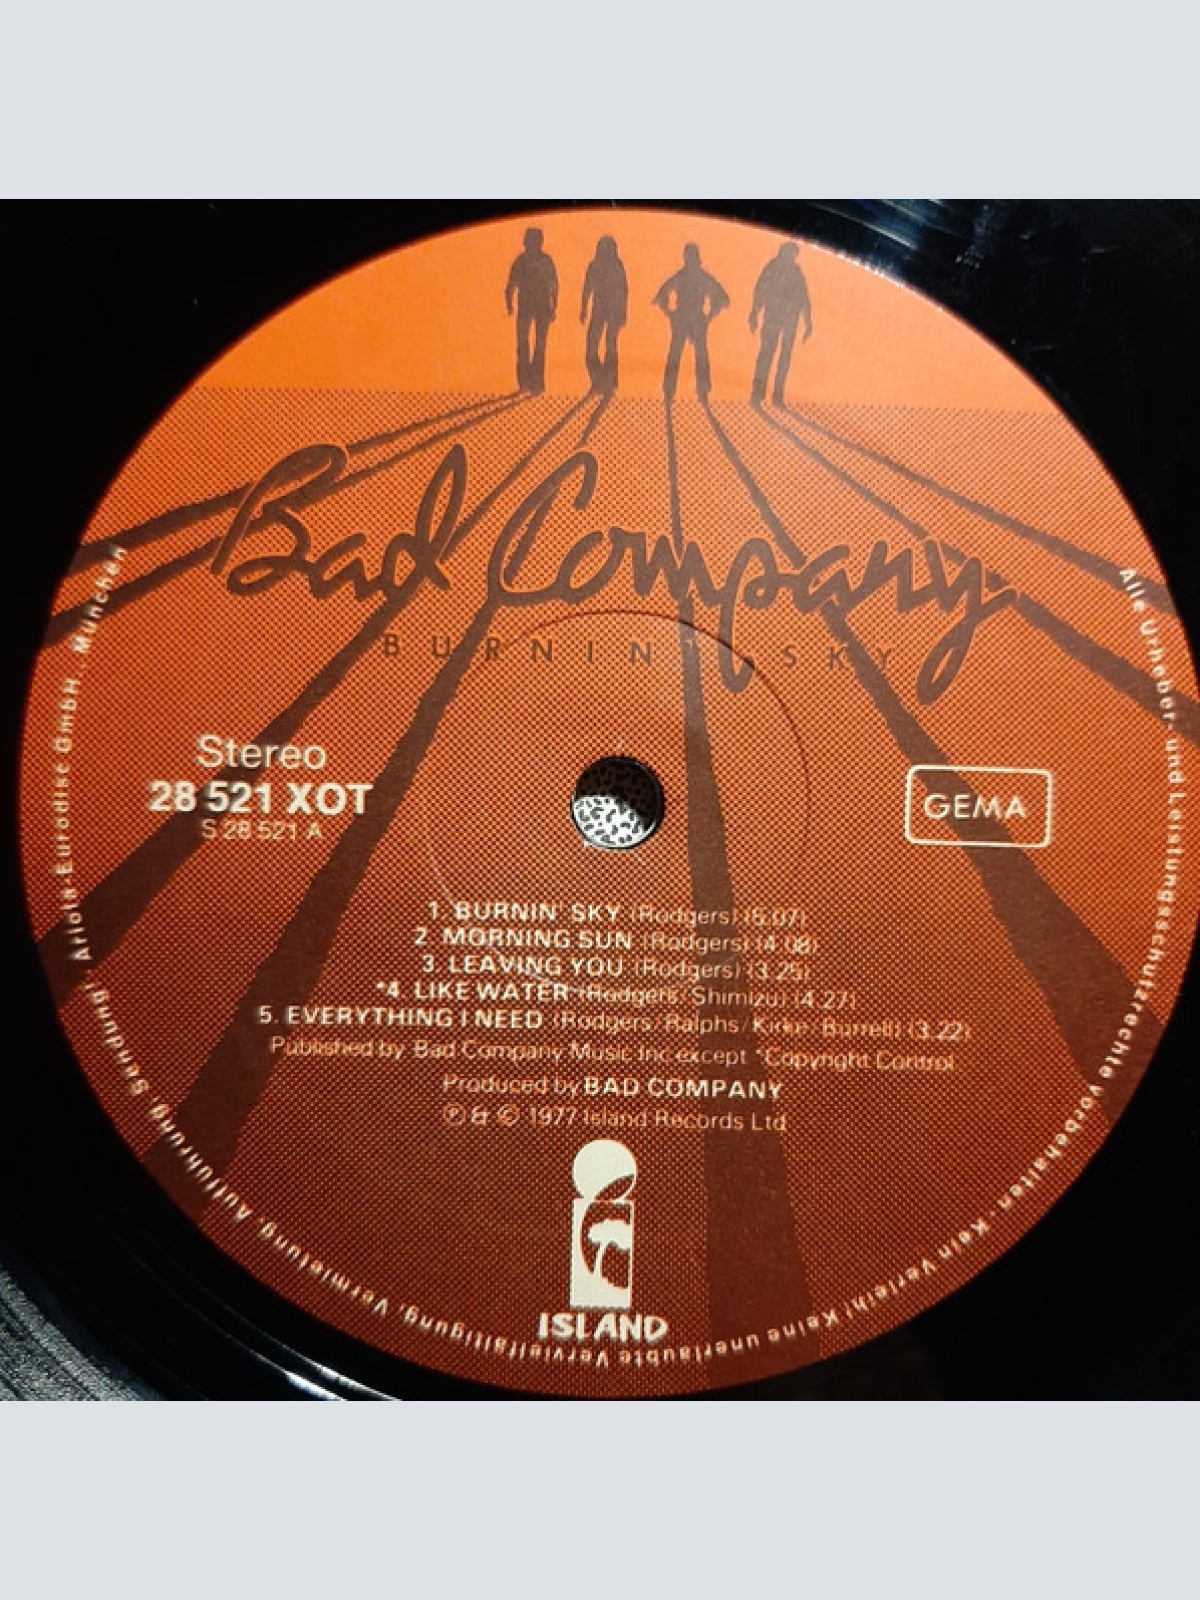 Bad Company
BURNIN' SKY
Stereo
28 521 XOT
S 28 521 A
GEMA
1. BURNIN' SKY (Rodgers) (5.07)
2. MORNING SUN (Rodgers) (4.08)
3. LEAVING YOU (Rodgers) (3.25)
*4. LIKE WATER (Rodgers/Shimizu) (4.27)
5. EVERYTHING I NEED (Rodgers/Ralphs/Kirke/Burrell) (3.22)
Published by Bad Company Music Inc except *Copyright Control
Produced by BAD COMPANY
℗ & © 1977 Island Records Ltd
ISLAND
Alle Urheber- und Leistungsschutzrechte vorbehalten · Kein Verleih! Keine unerlaubte Vervielfältigung, Vermietung, Aufführung, Sendung! · Ariola-Eurodisc GmbH · München